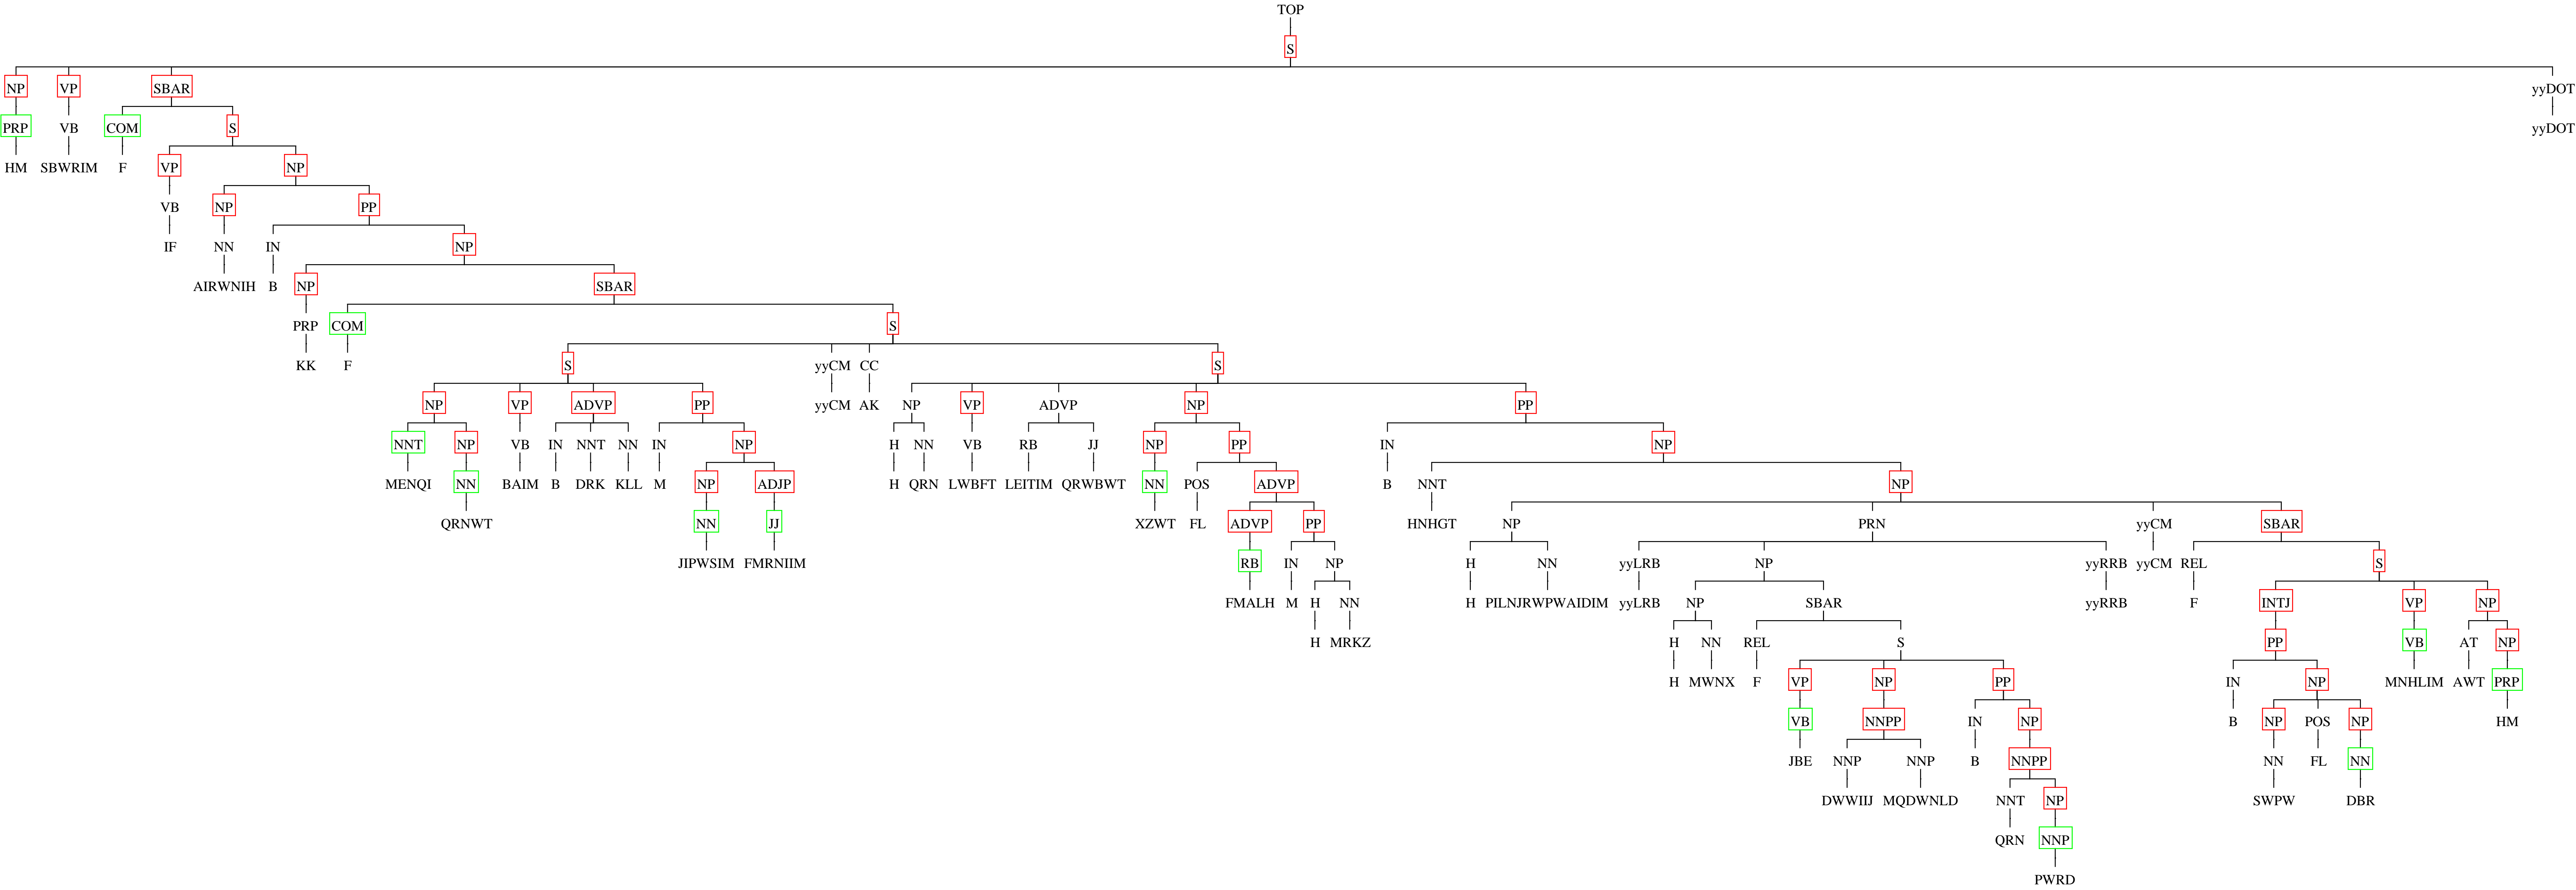 TOP
S
NP VP SBAR yyDOT
PRP VB COM S yyDOT
HM SBWRIM F VP NP
VB NP PP
IF NN IN NP
AIRWNIH B NP SBAR
PRP COM S
KK F S yyCM CC S
NP VP ADVP PP yyCM AK NP VP ADVP NP PP
NNT NP VB IN NNT NN IN NP H NN VB RB JJ NP PP IN NP
MENQI NN BAIM B DRK KLL M NP ADJP H QRN LWBFT LEITIM QRWBWT NN POS ADVP B NNT NP
QRNWT NN JJ XZWT FL ADVP PP HNHGT NP PRN yyCM SBAR
JIPWSIM FMRNIIM RB IN NP H NN yyLRB NP yyRRB yyCM REL S
FMALH M H NN H PILNJRWPWAIDIM yyLRB NP SBAR yyRRB F INTJ VP NP
H MRKZ H NN REL S PP VB AT NP
H MWNX F VP NP PP IN NP MNHLIM AWT PRP
VB NNPP IN NP B NP POS NP HM
JBE NNP NNP B NNPP NN FL NN
DWWIIJ MQDWNLD NNT NP SWPW DBR
QRN NNP
PWRD